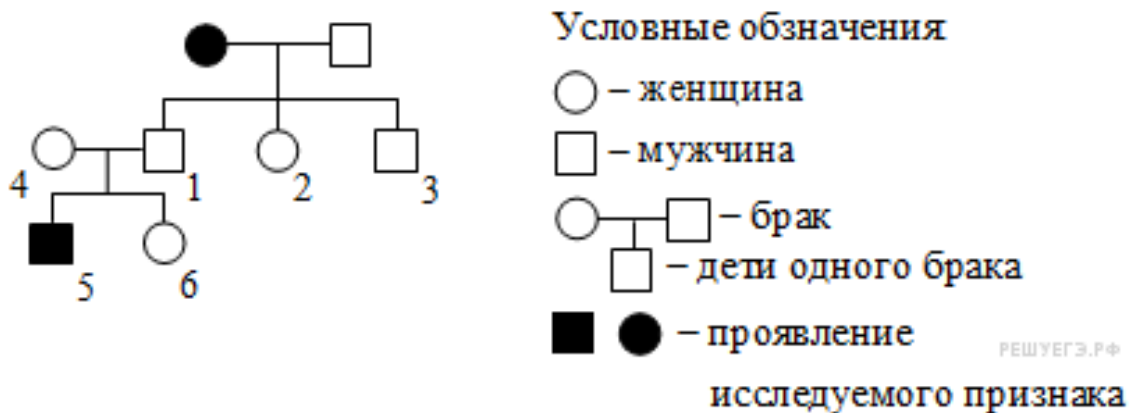 Условные обзначения
– женщина
– мужчина
– брак
– дети одного брака
– проявление
исследуемого признака
4
1
2
3
5
6
РЕШУЕГЭ.РФ